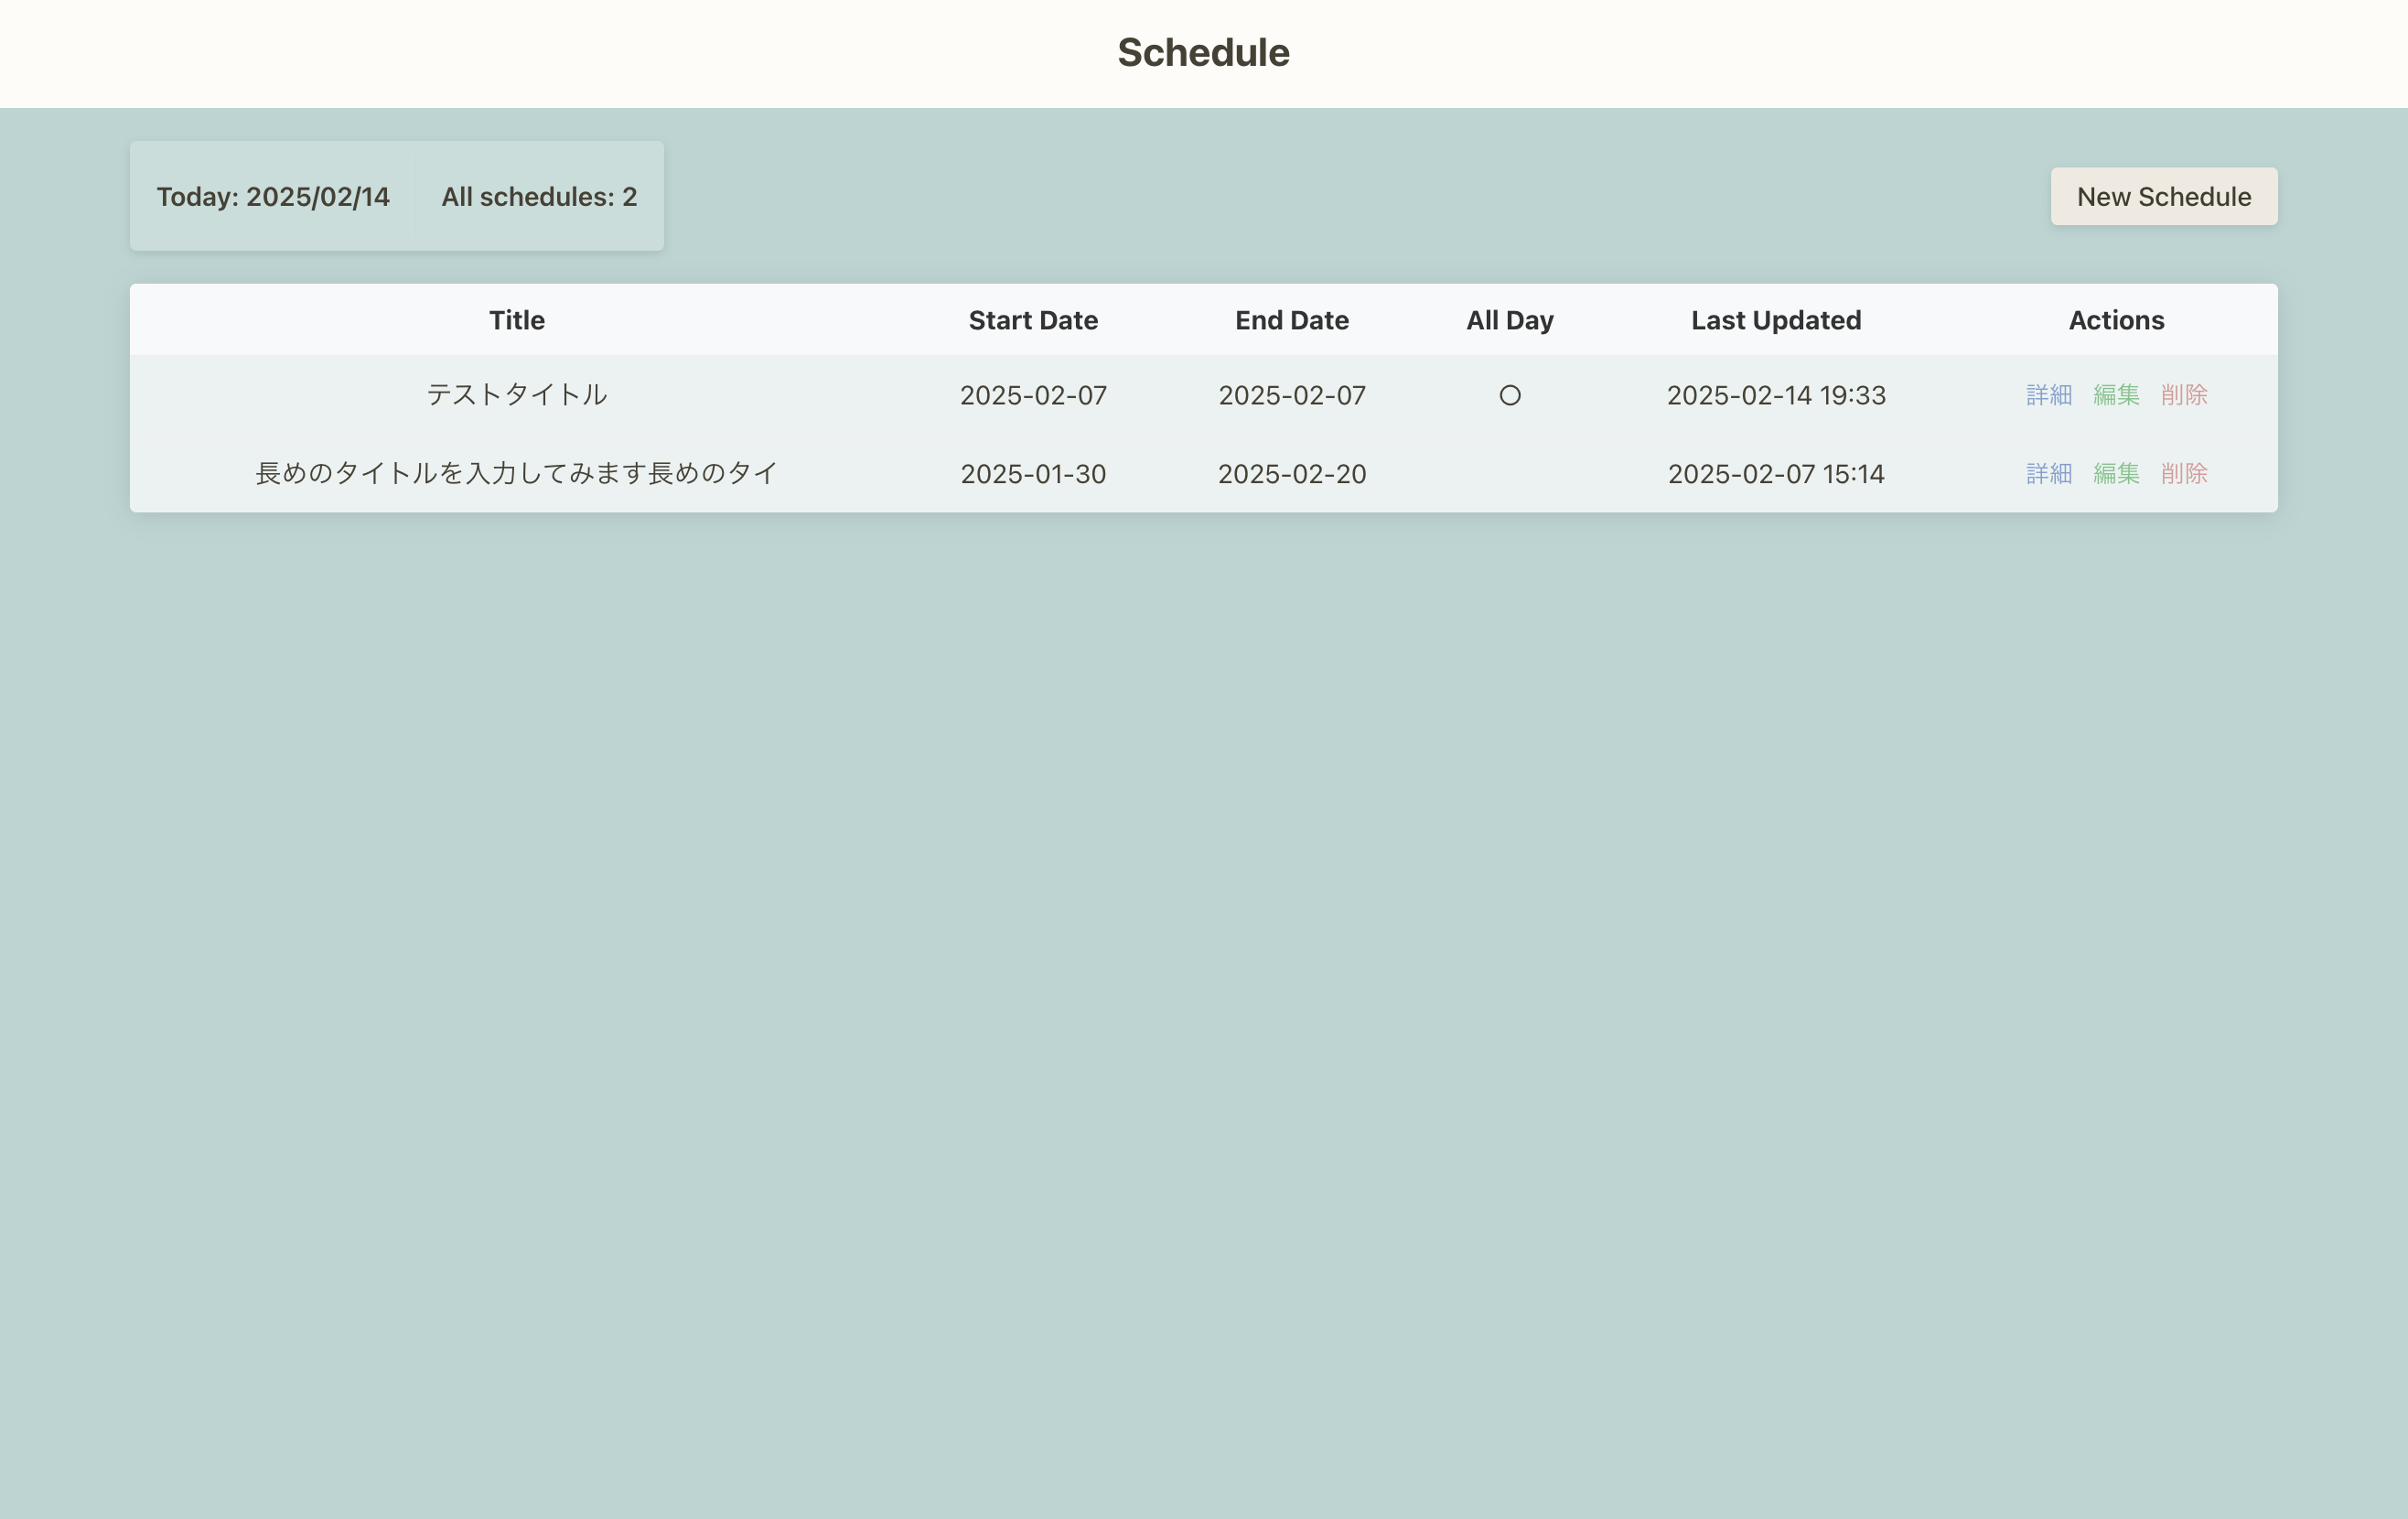 Schedule
Today: 2025/02/14 All schedules: 2
New Schedule
Title Start Date End Date All Day Last Updated Actions
テストタイトル 2025-02-07 2025-02-07 ○ 2025-02-14 19:33 詳細 編集 削除
長めのタイトルを入力してみます長めのタイ 2025-01-30 2025-02-20 2025-02-07 15:14 詳細 編集 削除